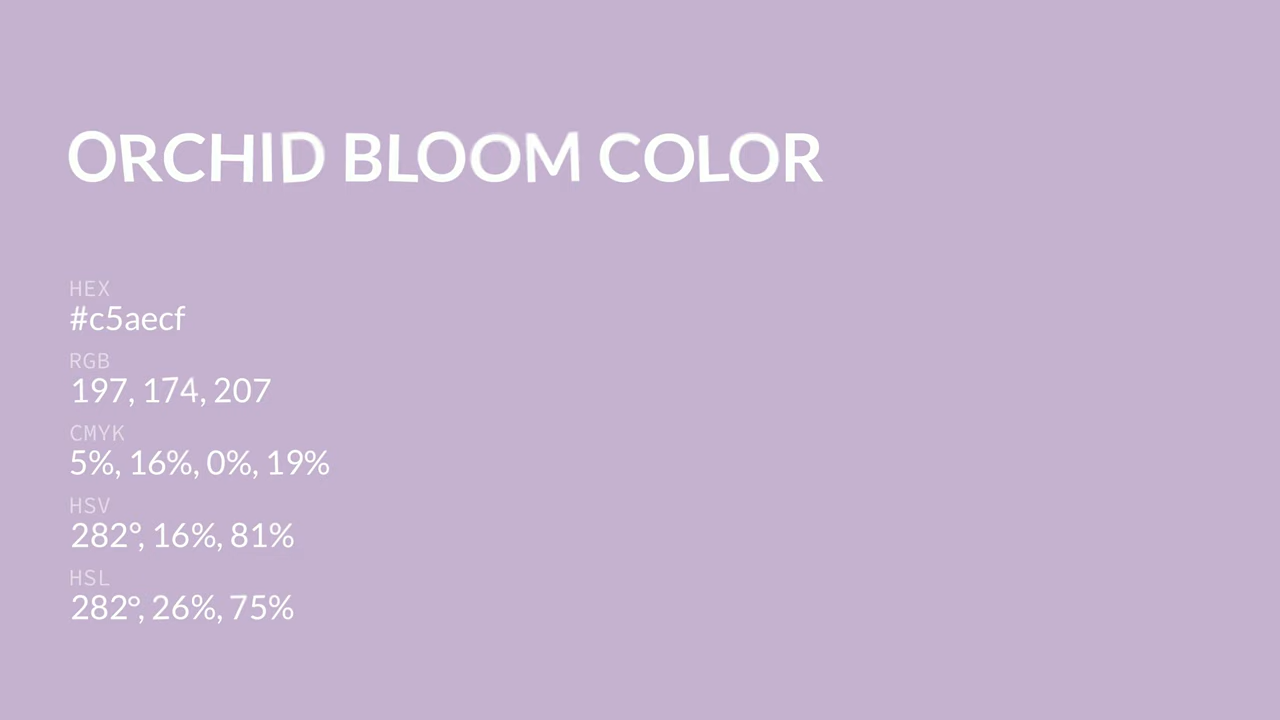 ORCHID BLOOM COLOR
HEX
#c5aecf
RGB
197, 174, 207
CMYK
5%, 16%, 0%, 19%
HSV
282°, 16%, 81%
HSL
282°, 26%, 75%